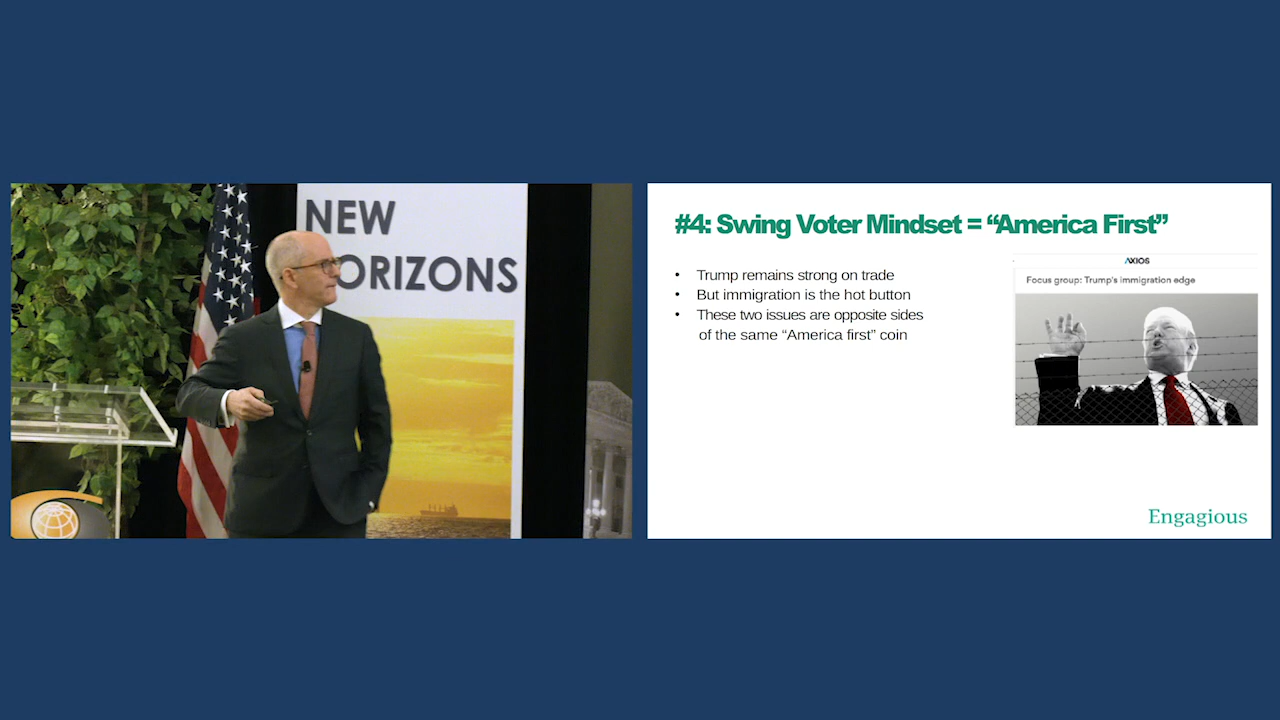 NEW
ORIZONS
#4: Swing Voter Mindset = “America First”
• Trump remains strong on trade
• But immigration is the hot button
• These two issues are opposite sides
of the same “America first” coin
AXIOS
Focus group: Trump's immigration edge
Engagious